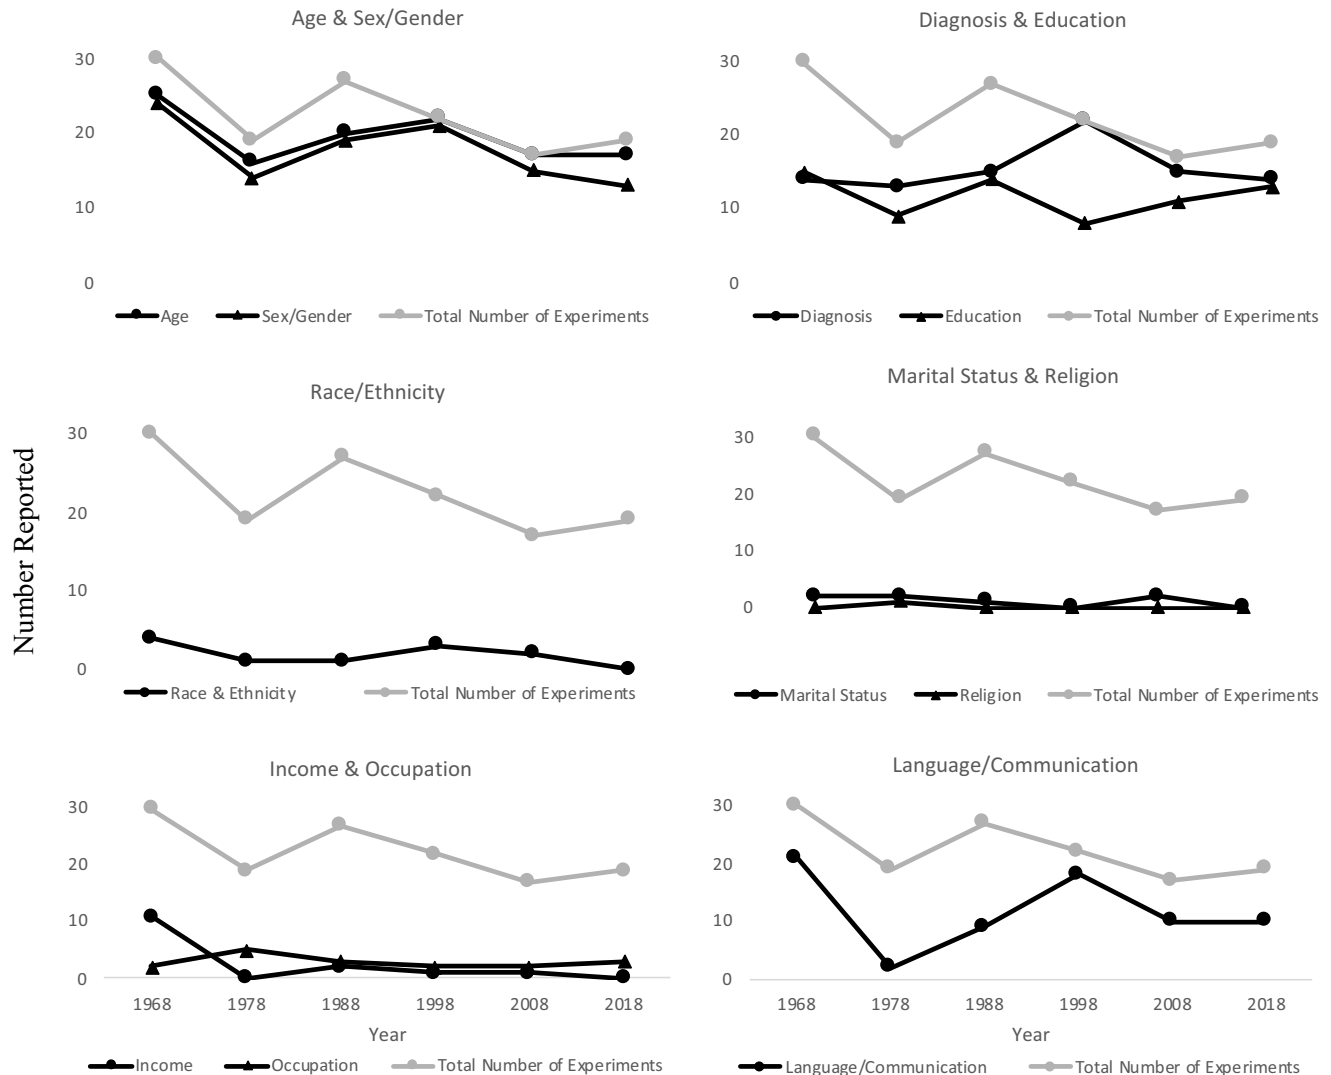 Age & Sex/Gender
30
20
10
0
Age Sex/Gender Total Number of Experiments
Diagnosis & Education
30
20
10
0
Diagnosis Education Total Number of Experiments
Number Reported
Race/Ethnicity
30
20
10
0
Race & Ethnicity Total Number of Experiments
Marital Status & Religion
30
20
10
0
Marital Status Religion Total Number of Experiments
Income & Occupation
30
20
10
0
1968 1978 1988 1998 2008 2018
Year
Income Occupation Total Number of Experiments
Language/Communication
30
20
10
0
1968 1978 1988 1998 2008 2018
Year
Language/Communication Total Number of Experiments